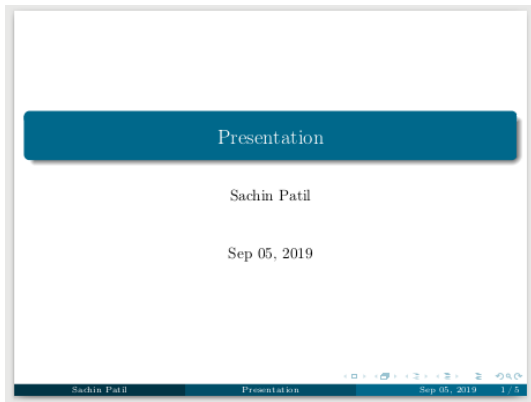 Presentation
Sachin Patil
Sep 05, 2019
Sachin Patil Presentation Sep 05, 2019 1 / 5